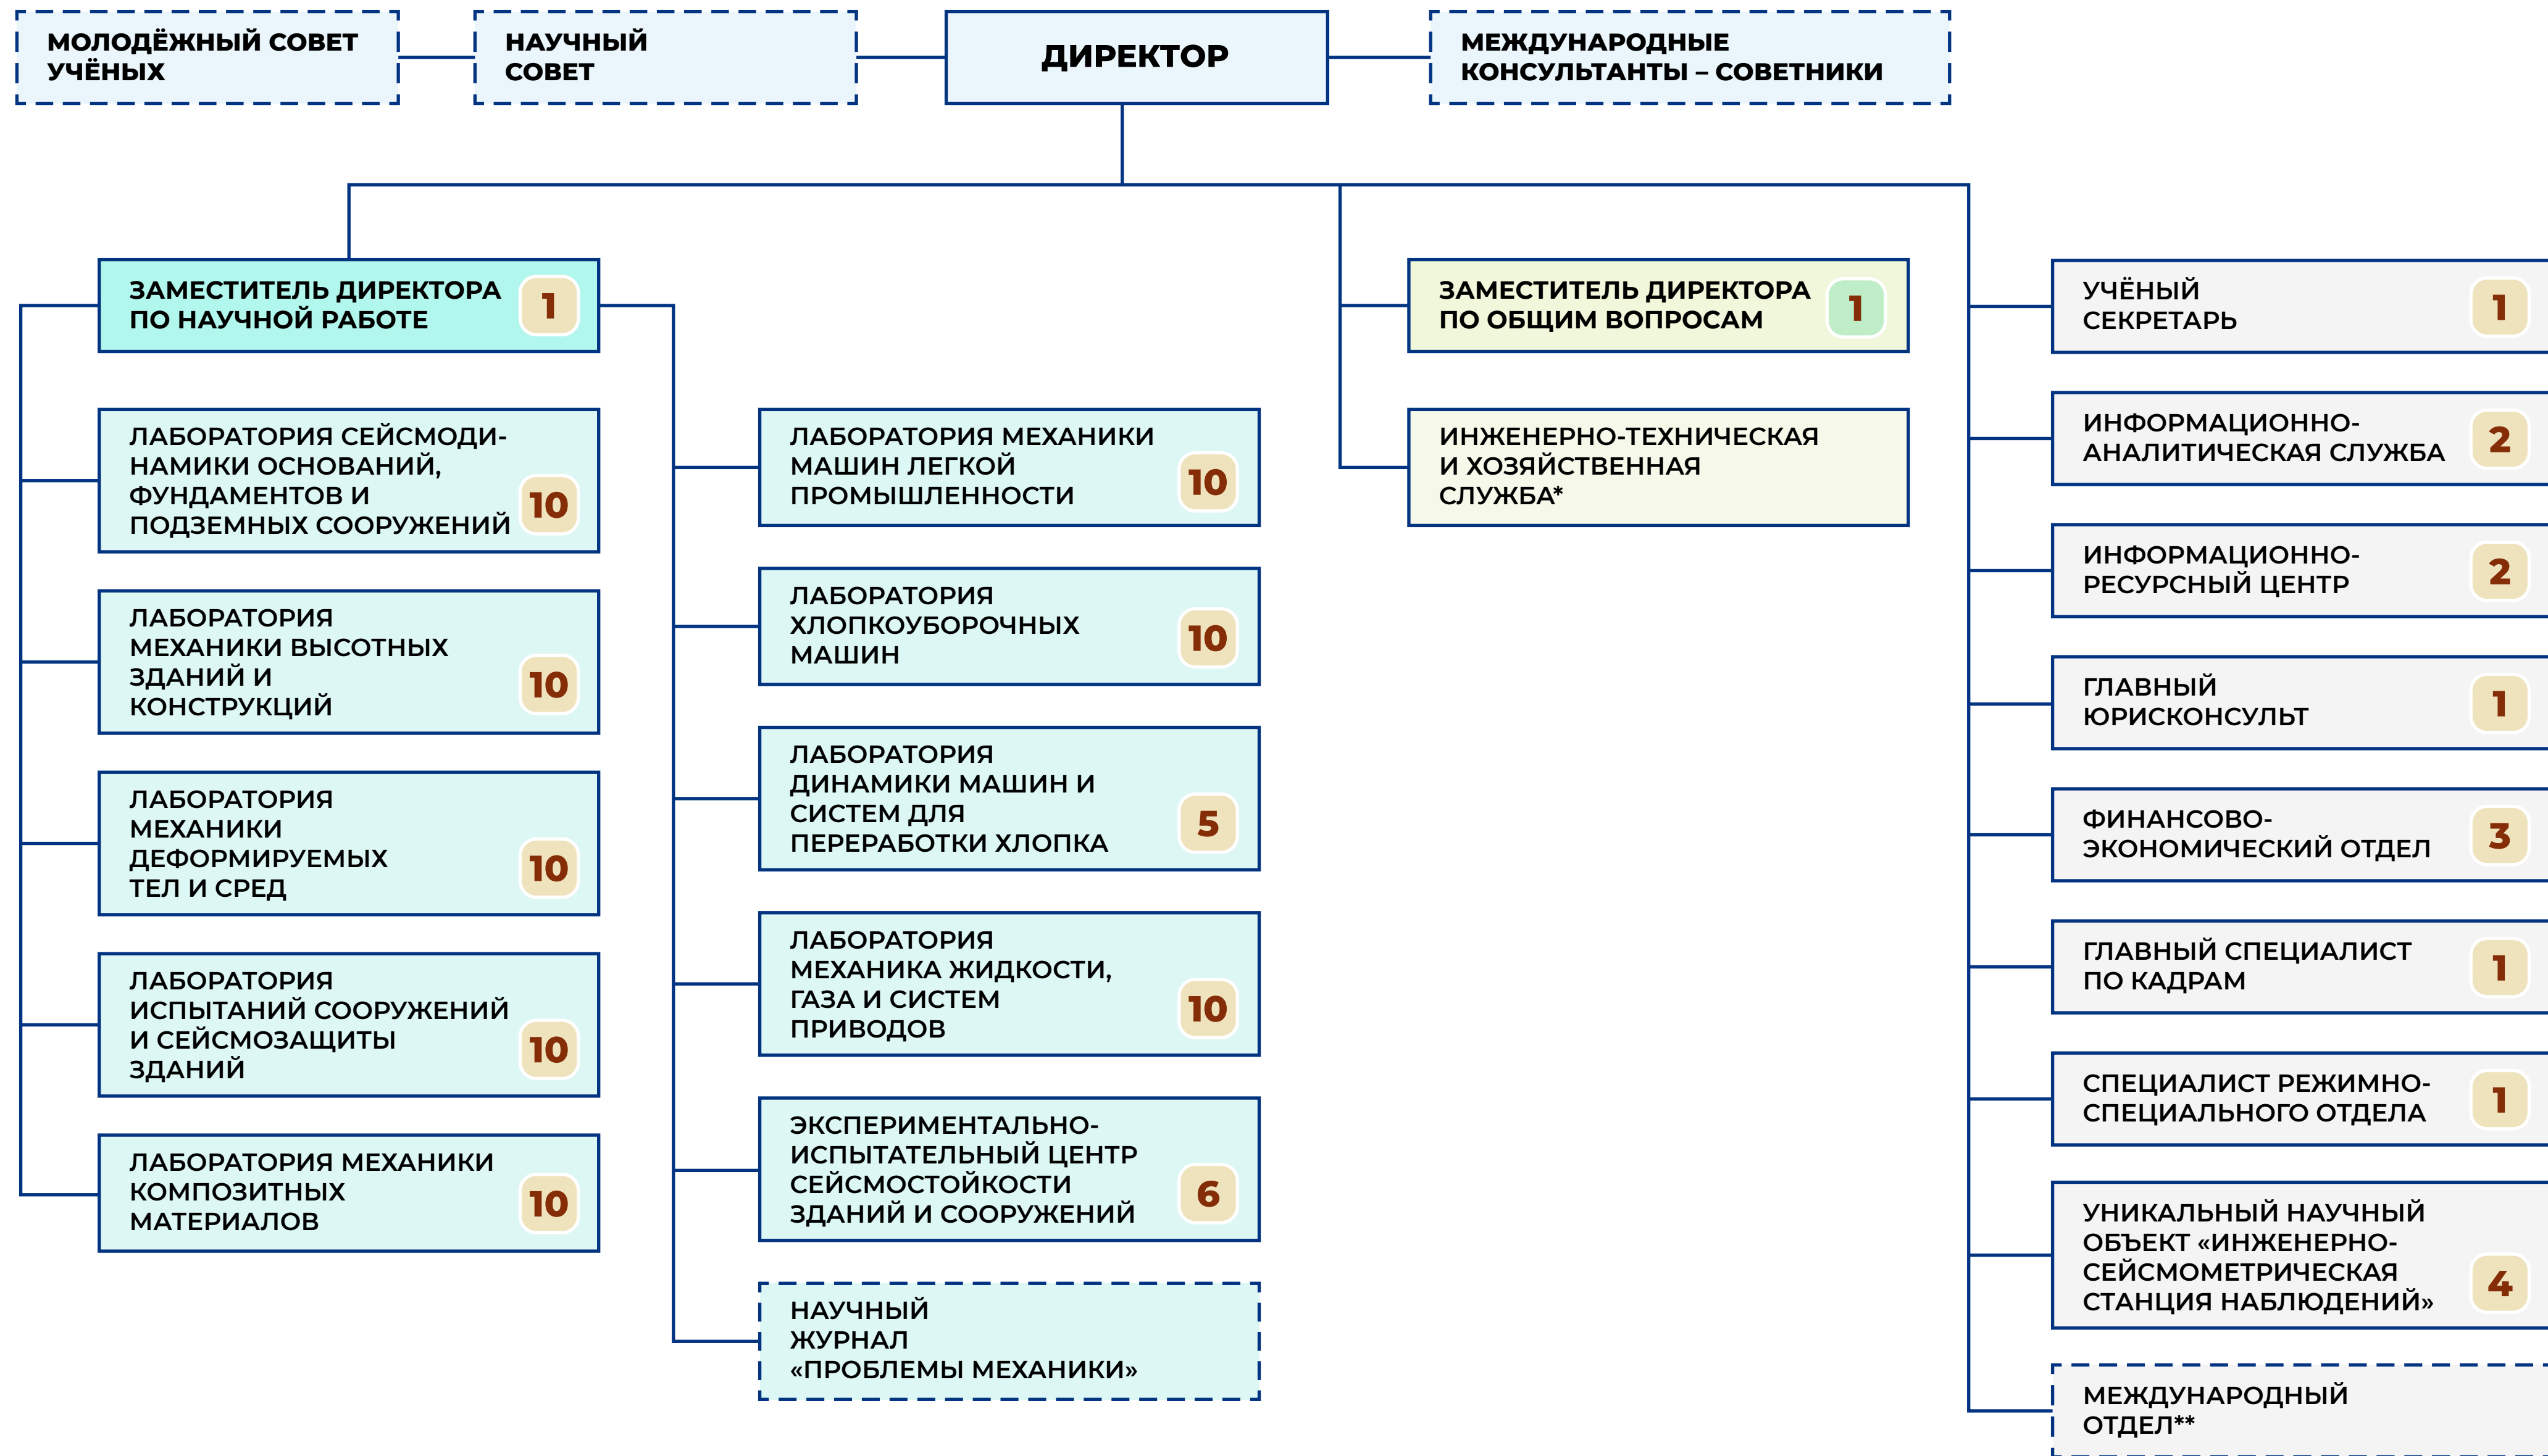 МОЛОДЁЖНЫЙ СОВЕТ
УЧЁНЫХ
НАУЧНЫЙ
СОВЕТ
ДИРЕКТОР
МЕЖДУНАРОДНЫЕ
КОНСУЛЬТАНТЫ – СОВЕТНИКИ
ЗАМЕСТИТЕЛЬ ДИРЕКТОРА
ПО НАУЧНОЙ РАБОТЕ
1
ЛАБОРАТОРИЯ СЕЙСМОДИ-
НАМИКИ ОСНОВАНИЙ,
ФУНДАМЕНТОВ И
ПОДЗЕМНЫХ СООРУЖЕНИЙ
10
ЛАБОРАТОРИЯ
МЕХАНИКИ ВЫСОТНЫХ
ЗДАНИЙ И
КОНСТРУКЦИЙ
10
ЛАБОРАТОРИЯ
МЕХАНИКИ
ДЕФОРМИРУЕМЫХ
ТЕЛ И СРЕД
10
ЛАБОРАТОРИЯ
ИСПЫТАНИЙ СООРУЖЕНИЙ
И СЕЙСМОЗАЩИТЫ
ЗДАНИЙ
10
ЛАБОРАТОРИЯ МЕХАНИКИ
КОМПОЗИТНЫХ
МАТЕРИАЛОВ
10
ЛАБОРАТОРИЯ МЕХАНИКИ
МАШИН ЛЕГКОЙ
ПРОМЫШЛЕННОСТИ
10
ЛАБОРАТОРИЯ
ХЛОПКОУБОРОЧНЫХ
МАШИН
10
ЛАБОРАТОРИЯ
ДИНАМИКИ МАШИН И
СИСТЕМ ДЛЯ
ПЕРЕРАБОТКИ ХЛОПКА
5
ЛАБОРАТОРИЯ
МЕХАНИКА ЖИДКОСТИ,
ГАЗА И СИСТЕМ
ПРИВОДОВ
10
ЭКСПЕРИМЕНТАЛЬНО-
ИСПЫТАТЕЛЬНЫЙ ЦЕНТР
СЕЙСМОСТОЙКОСТИ
ЗДАНИЙ И СООРУЖЕНИЙ
6
НАУЧНЫЙ
ЖУРНАЛ
«ПРОБЛЕМЫ МЕХАНИКИ»
ЗАМЕСТИТЕЛЬ ДИРЕКТОРА
ПО ОБЩИМ ВОПРОСАМ
1
ИНЖЕНЕРНО-ТЕХНИЧЕСКАЯ
И ХОЗЯЙСТВЕННАЯ
СЛУЖБА*
УЧЁНЫЙ
СЕКРЕТАРЬ
1
ИНФОРМАЦИОННО-
АНАЛИТИЧЕСКАЯ СЛУЖБА
2
ИНФОРМАЦИОННО-
РЕСУРСНЫЙ ЦЕНТР
2
ГЛАВНЫЙ
ЮРИСКОНСУЛЬТ
1
ФИНАНСОВО-
ЭКОНОМИЧЕСКИЙ ОТДЕЛ
3
ГЛАВНЫЙ СПЕЦИАЛИСТ
ПО КАДРАМ
1
СПЕЦИАЛИСТ РЕЖИМНО-
СПЕЦИАЛЬНОГО ОТДЕЛА
1
УНИКАЛЬНЫЙ НАУЧНЫЙ
ОБЪЕКТ «ИНЖЕНЕРНО-
СЕЙСМОМЕТРИЧЕСКАЯ
СТАНЦИЯ НАБЛЮДЕНИЙ»
4
МЕЖДУНАРОДНЫЙ
ОТДЕЛ**